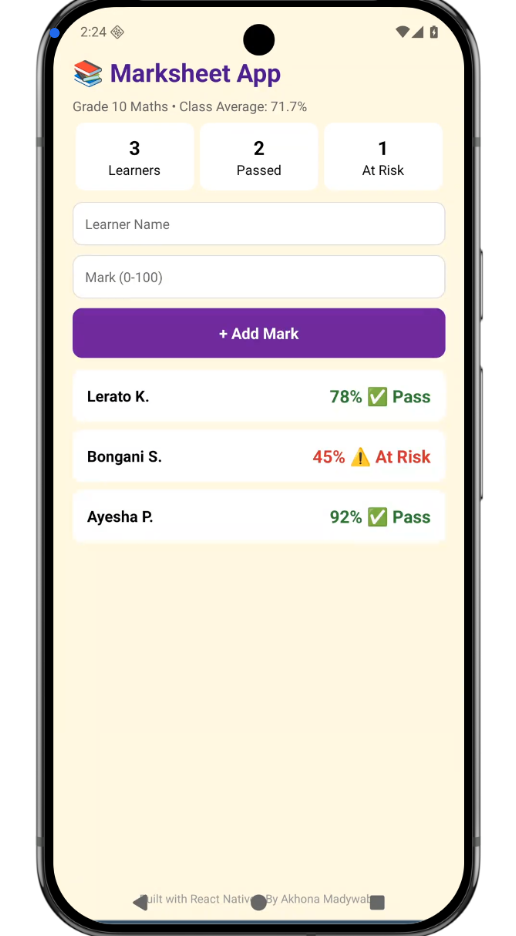 2:24
📚 Marksheet App
Grade 10 Maths • Class Average: 71.7%
3 2 1
Learners Passed At Risk
Learner Name
Mark (0-100)
+ Add Mark
Lerato K. 78% ✅ Pass
Bongani S. 45% ⚠️ At Risk
Ayesha P. 92% ✅ Pass
Built with React Native By Akhona